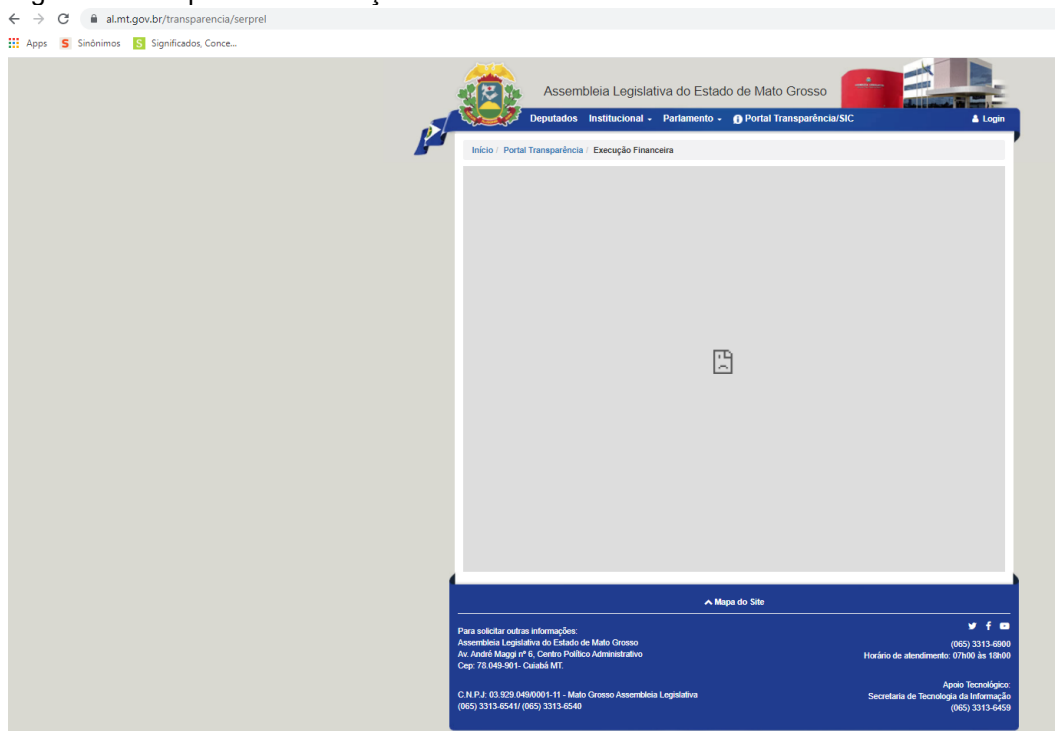 al.mt.gov.br/transparencia/serprel
Apps S Sinônimos S Significados, Conce...
Assembleia Legislativa do Estado de Mato Grosso
Deputados Institucional Parlamento Portal Transparência/SIC Login
Início / Portal Transparência / Execução Financeira
Mapa do Site
Para solicitar outras informações:
Assembleia Legislativa do Estado de Mato Grosso
Av. André Maggi nº 6, Centro Político Administrativo
Cep: 78.049-901- Cuiabá MT.
C.N.P.J: 03.929.049/0001-11 - Mato Grosso Assembleia Legislativa
(065) 3313-6541/ (065) 3313-6540
(065) 3313-6900
Horário de atendimento: 07h00 às 18h00
Apoio Tecnológico:
Secretaria de Tecnologia da Informação
(065) 3313-6459